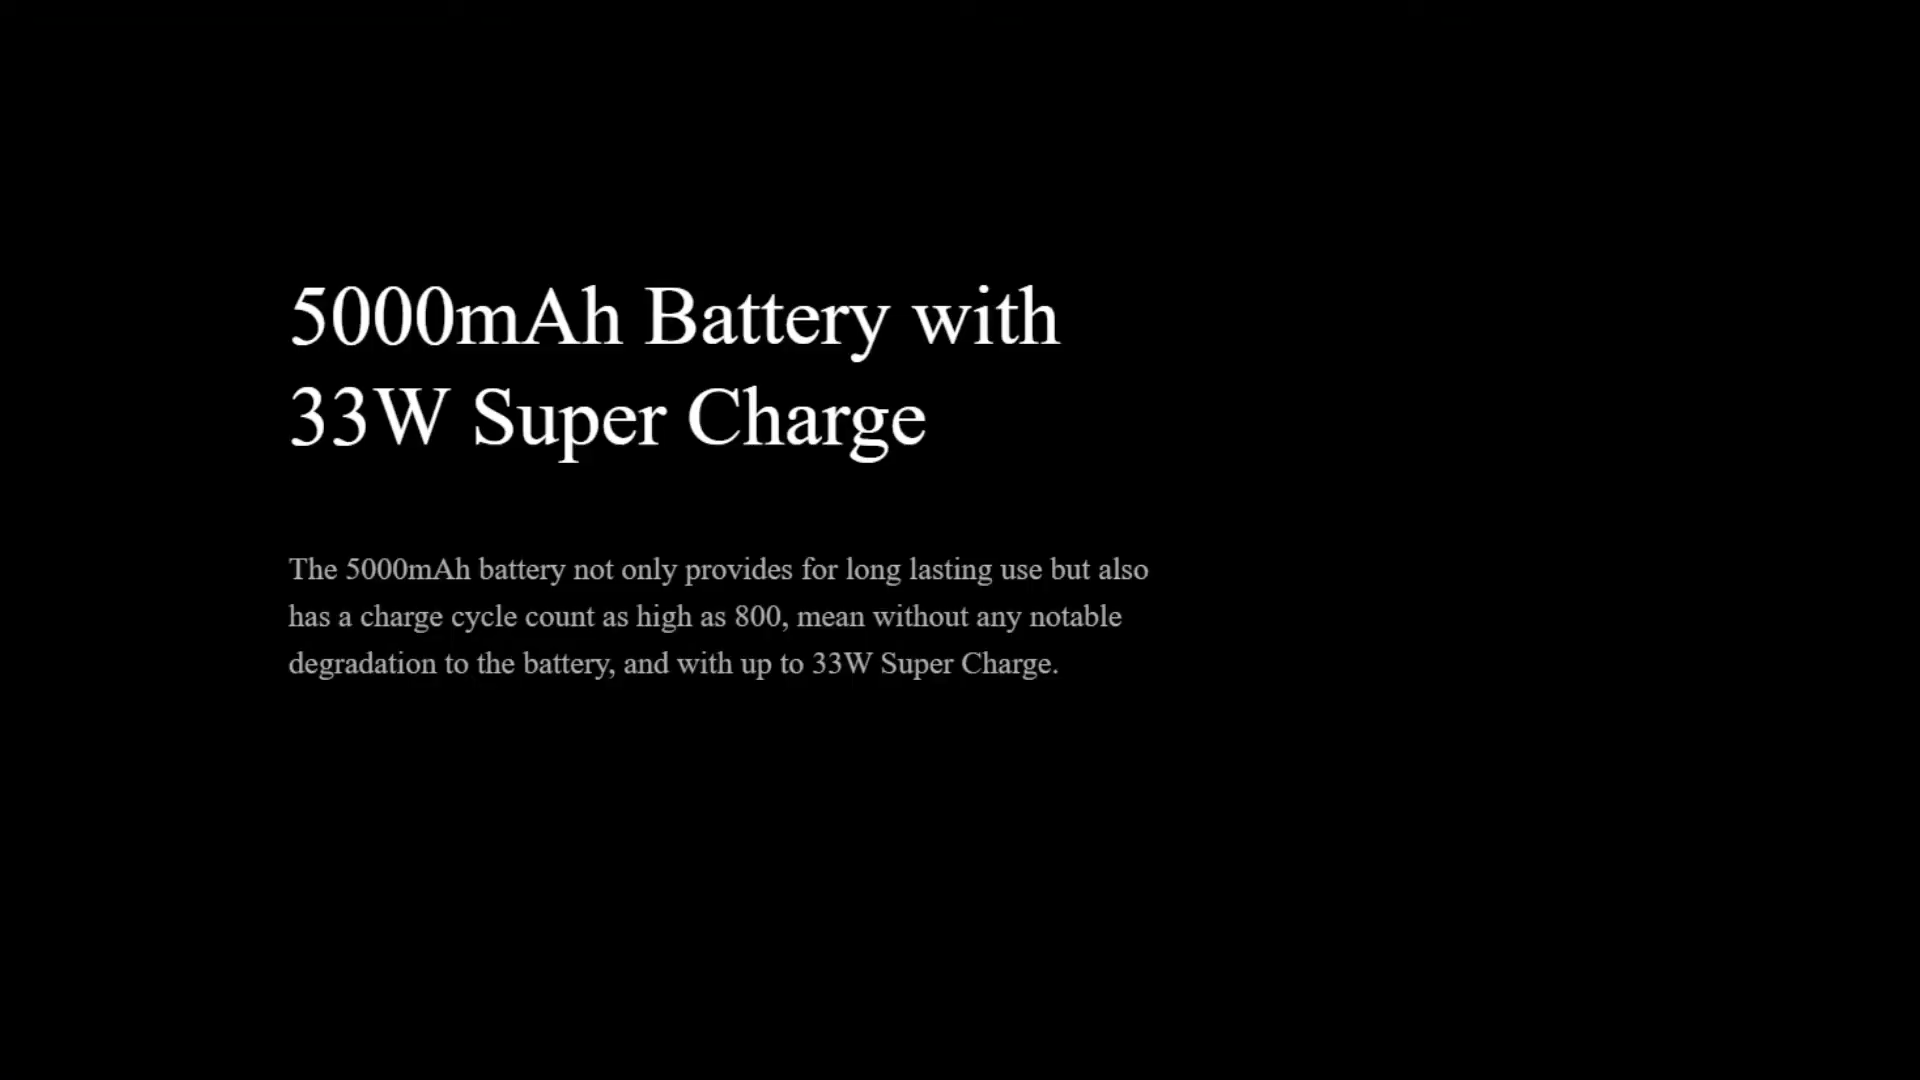 5000mAh Battery with
33W Super Charge
The 5000mAh battery not only provides for long lasting use but also
has a charge cycle count as high as 800, mean without any notable
degradation to the battery, and with up to 33W Super Charge.